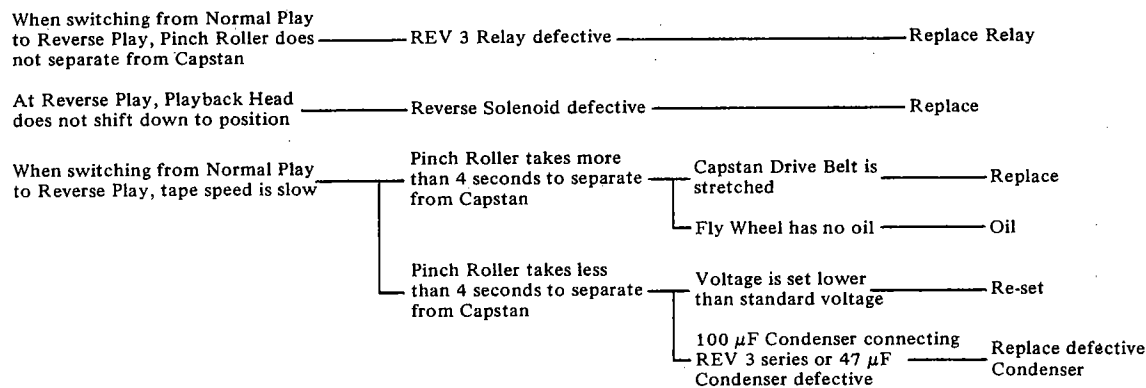 When switching from Normal Play
to Reverse Play, Pinch Roller does
not separate from Capstan
REV 3 Relay defective
Replace Relay
At Reverse Play, Playback Head
does not shift down to position
Reverse Solenoid defective
Replace
When switching from Normal Play
to Reverse Play, tape speed is slow
Pinch Roller takes more
than 4 seconds to separate
from Capstan
Capstan Drive Belt is
stretched
Replace
Fly Wheel has no oil
Oil
Pinch Roller takes less
than 4 seconds to separate
from Capstan
Voltage is set lower
than standard voltage
Re-set
100 μF Condenser connecting
REV 3 series or 47 μF
Condenser defective
Replace defective
Condenser